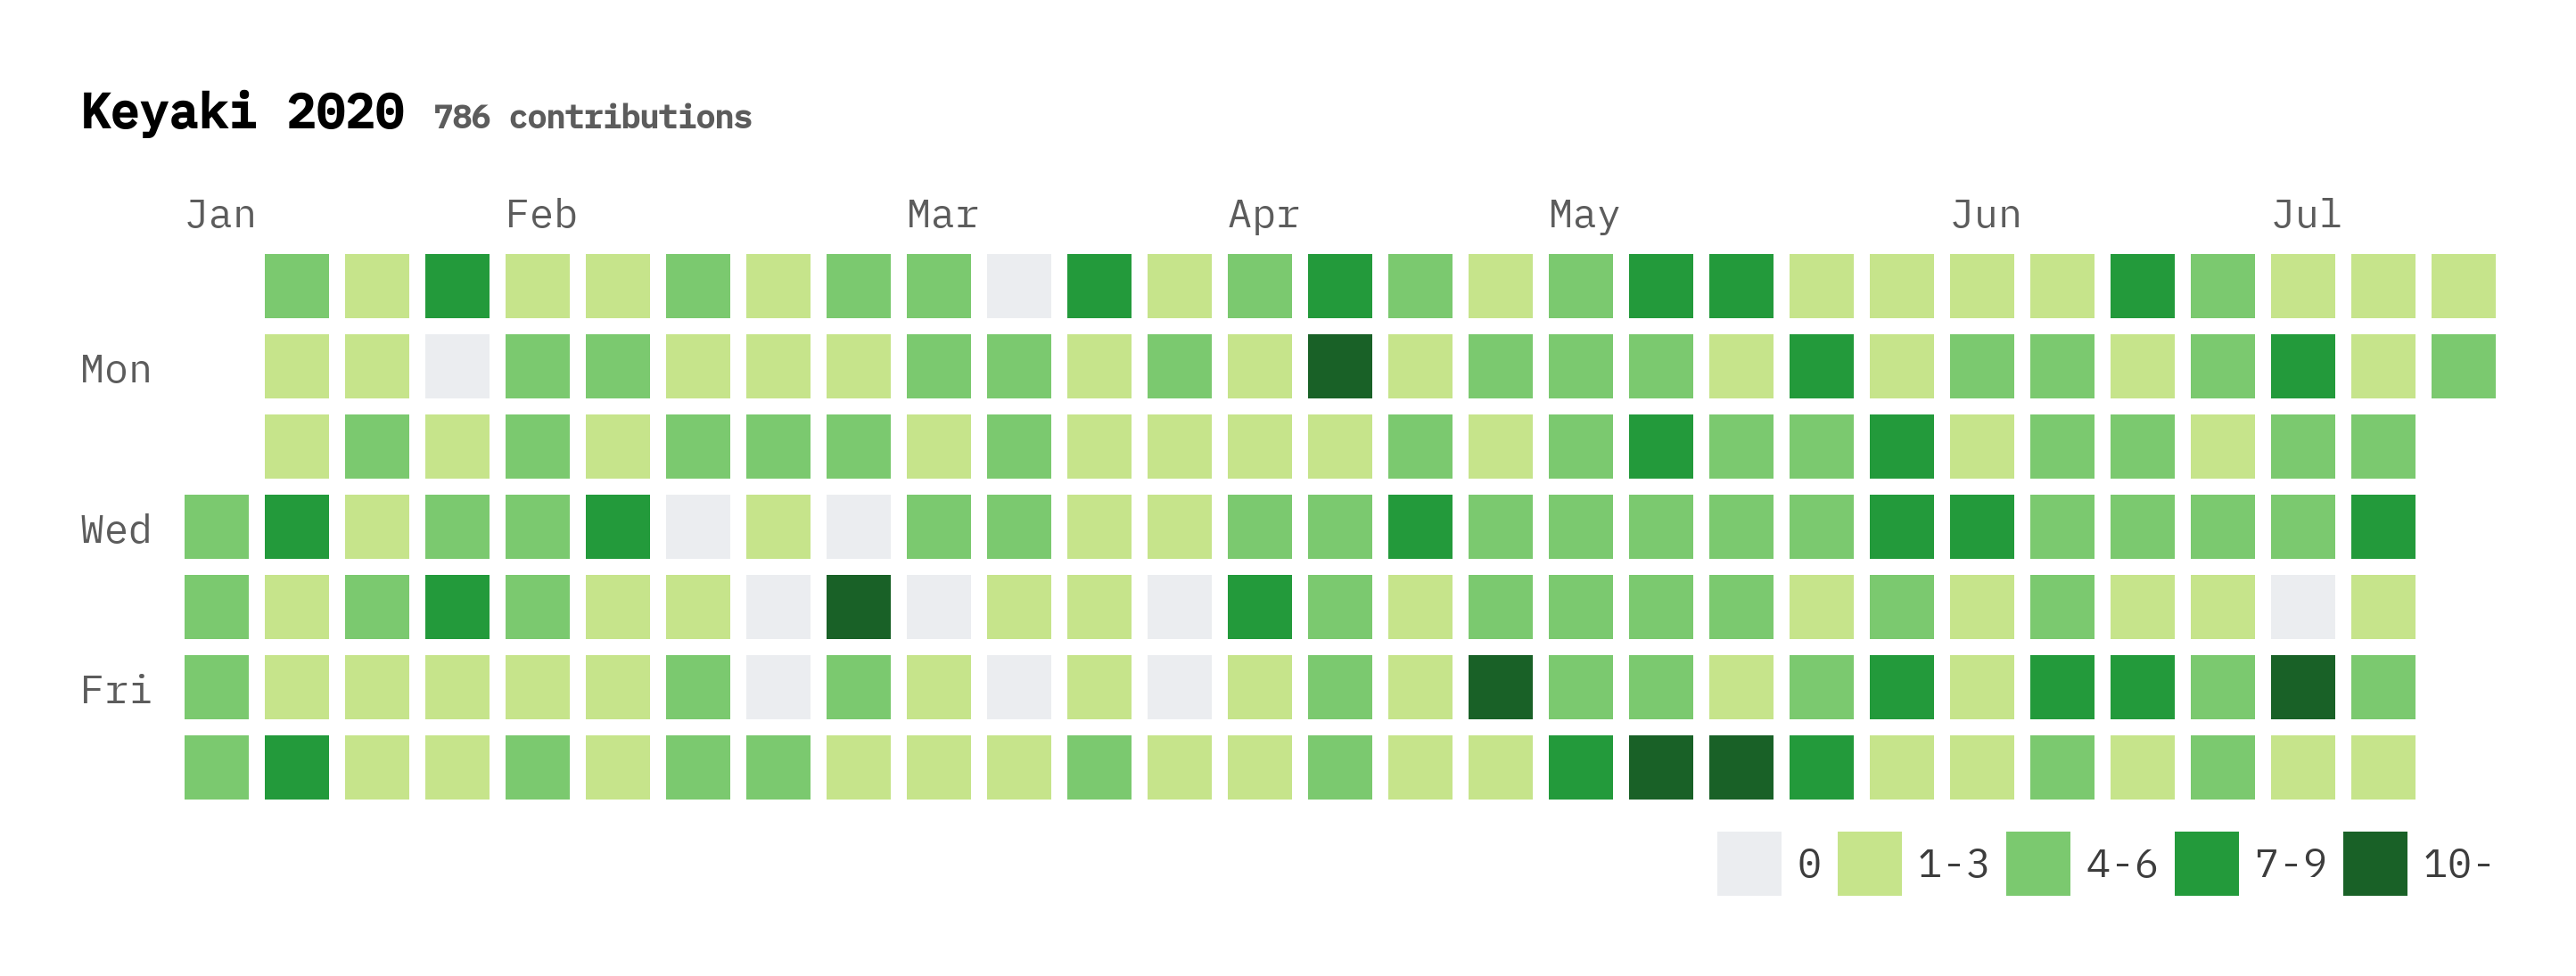 Keyaki 2020 786 contributions
Jan Feb Mar Apr May Jun Jul
Mon
Wed
Fri
0 1-3 4-6 7-9 10-